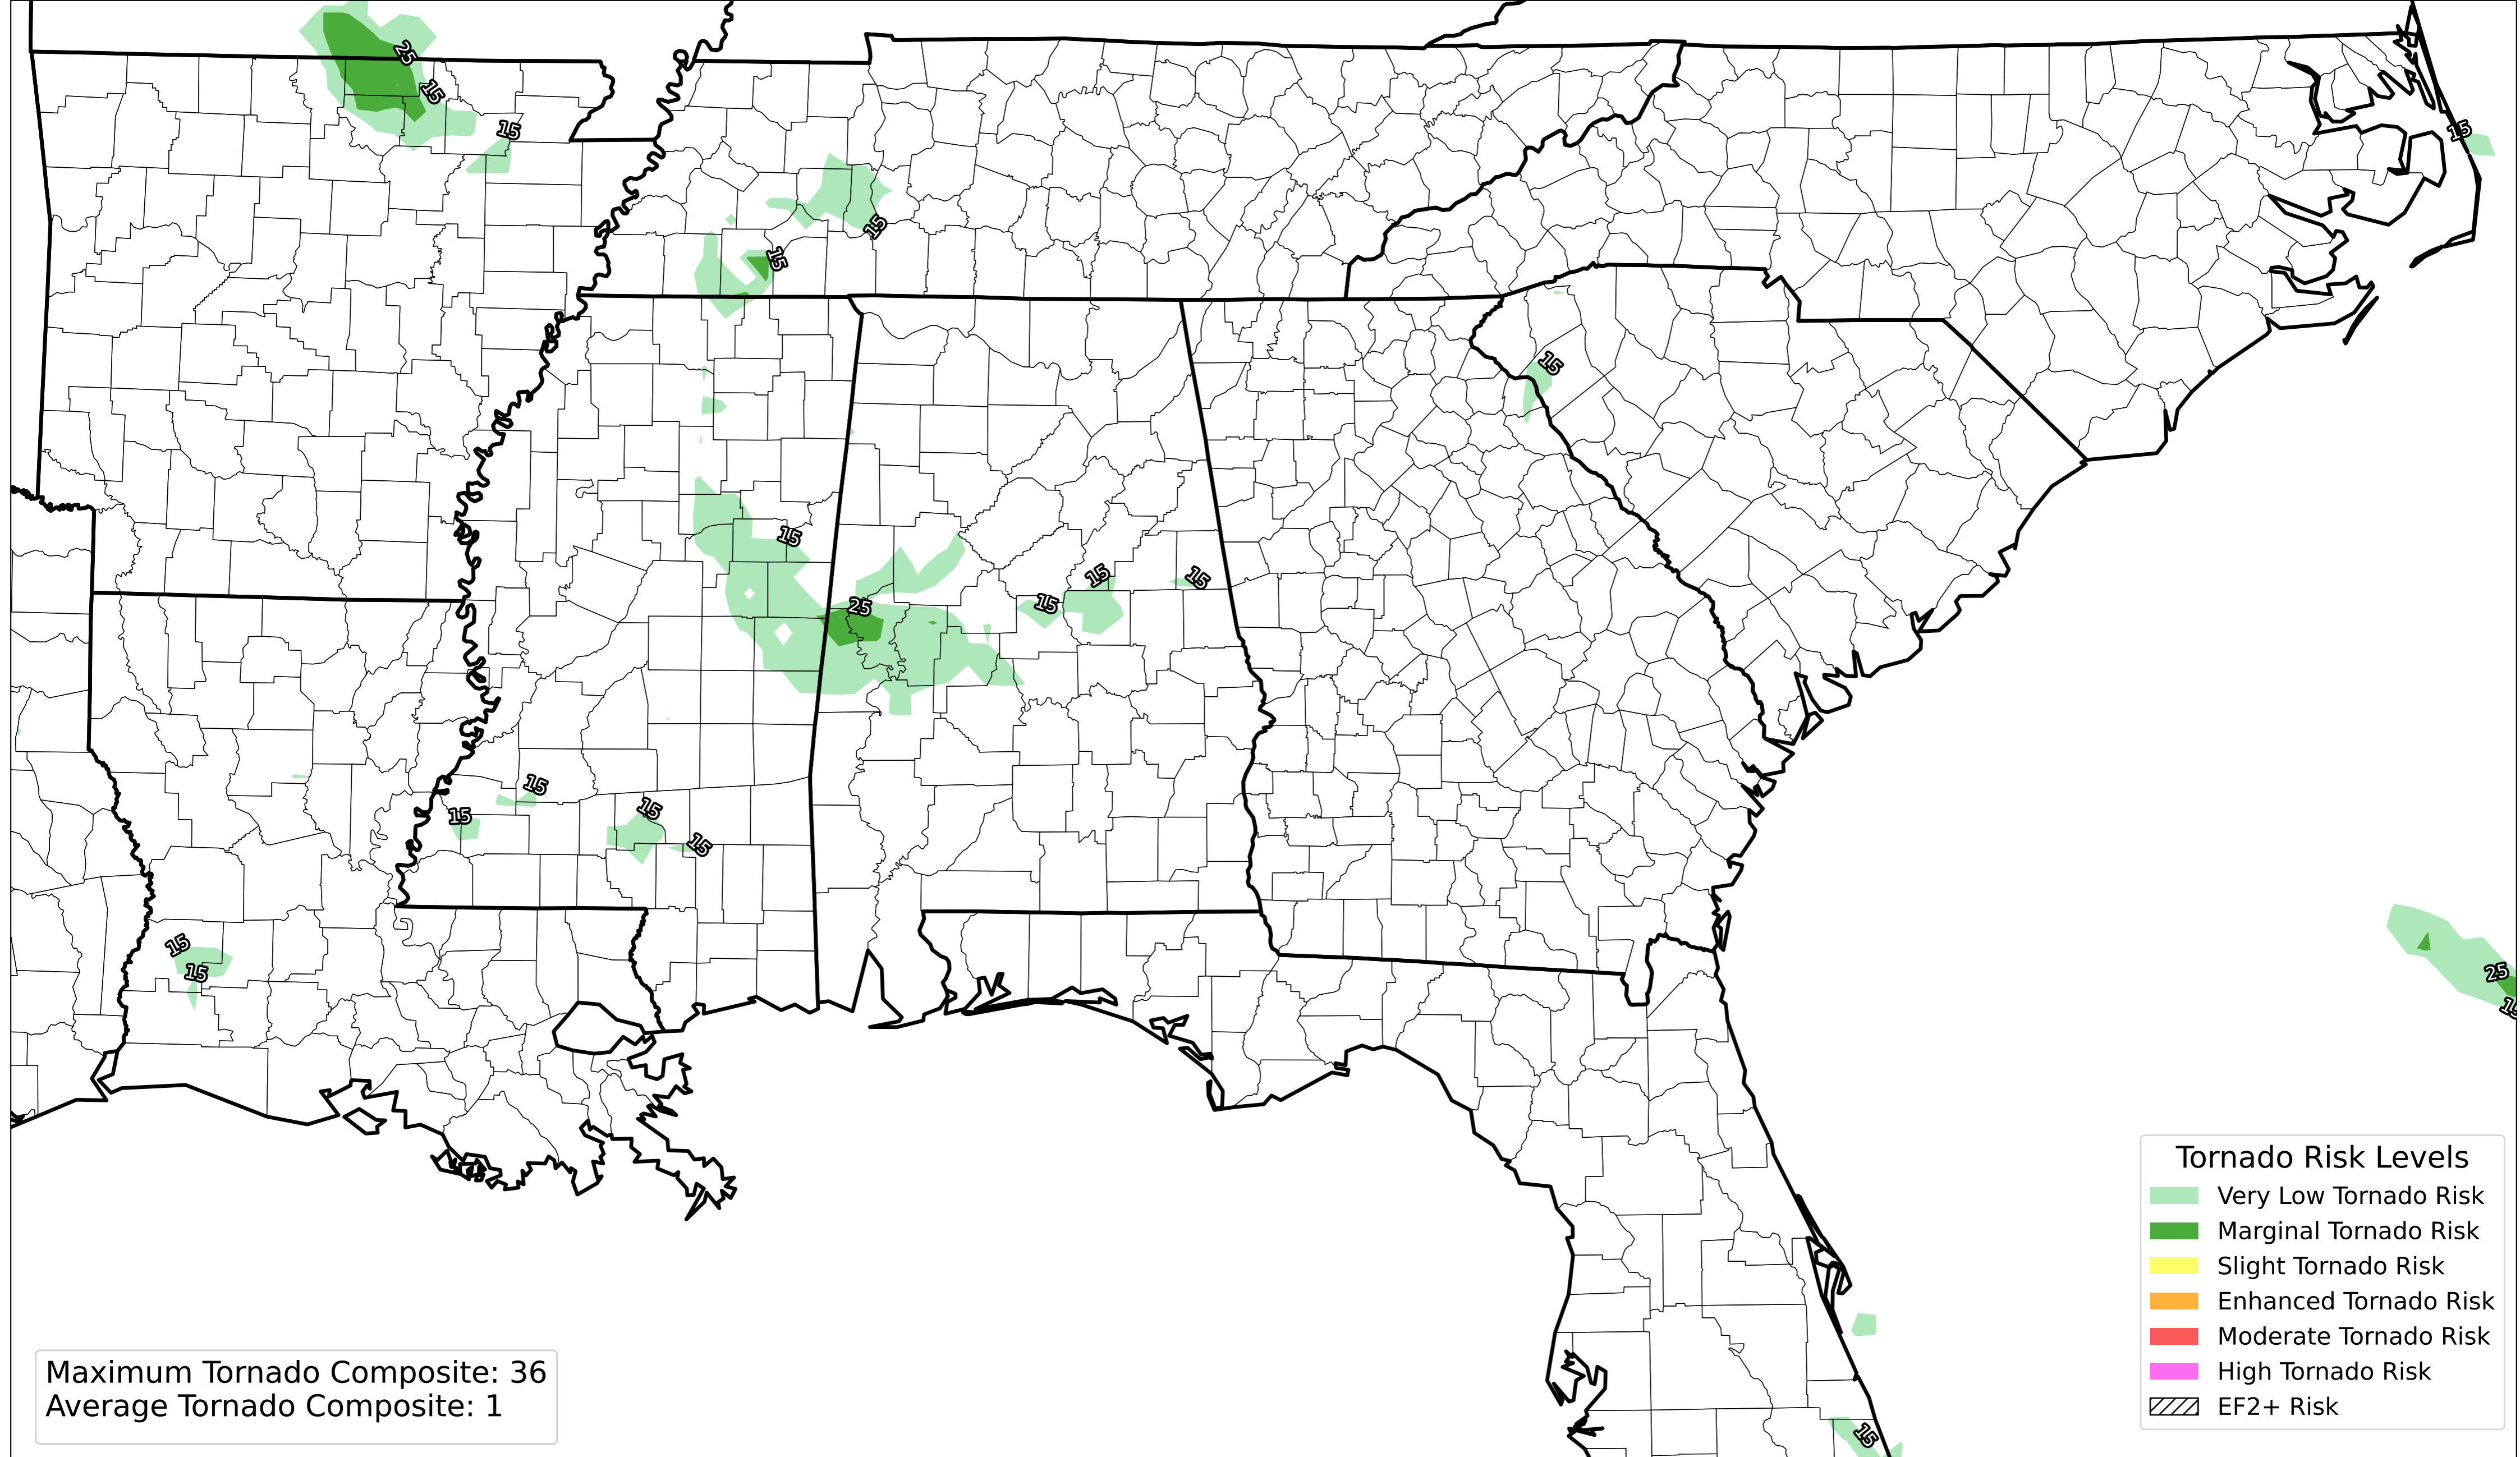 25
15
15
15
15
15
15
15
25
15
15
15
15
15
15
15
15
15
25
15
15
Tornado Risk Levels
Very Low Tornado Risk
Marginal Tornado Risk
Slight Tornado Risk
Enhanced Tornado Risk
Moderate Tornado Risk
High Tornado Risk
EF2+ Risk
Maximum Tornado Composite: 36
Average Tornado Composite: 1